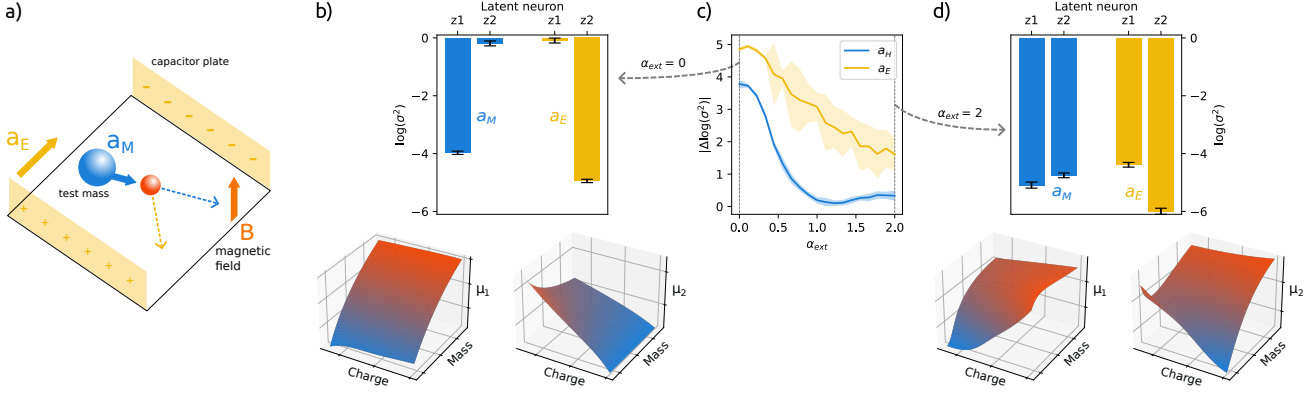 a)
capacitor plate
a_E
a_M
test mass
B
magnetic
field
b)
Latent neuron
z1 z2 z1 z2
0
−2
−4
−6
log(σ²)
a_M
a_E
α_ext = 0
μ₁
Mass
Charge
μ₂
Mass
Charge
c)
5
4
3
2
1
0
|Δlog(σ²)|
a_H
a_E
0.0 0.5 1.0 1.5 2.0
α_ext
α_ext = 2
d)
Latent neuron
z1 z2 z1 z2
0
−2
−4
−6
log(σ²)
a_M
a_E
μ₁
Mass
Charge
μ₂
Mass
Charge